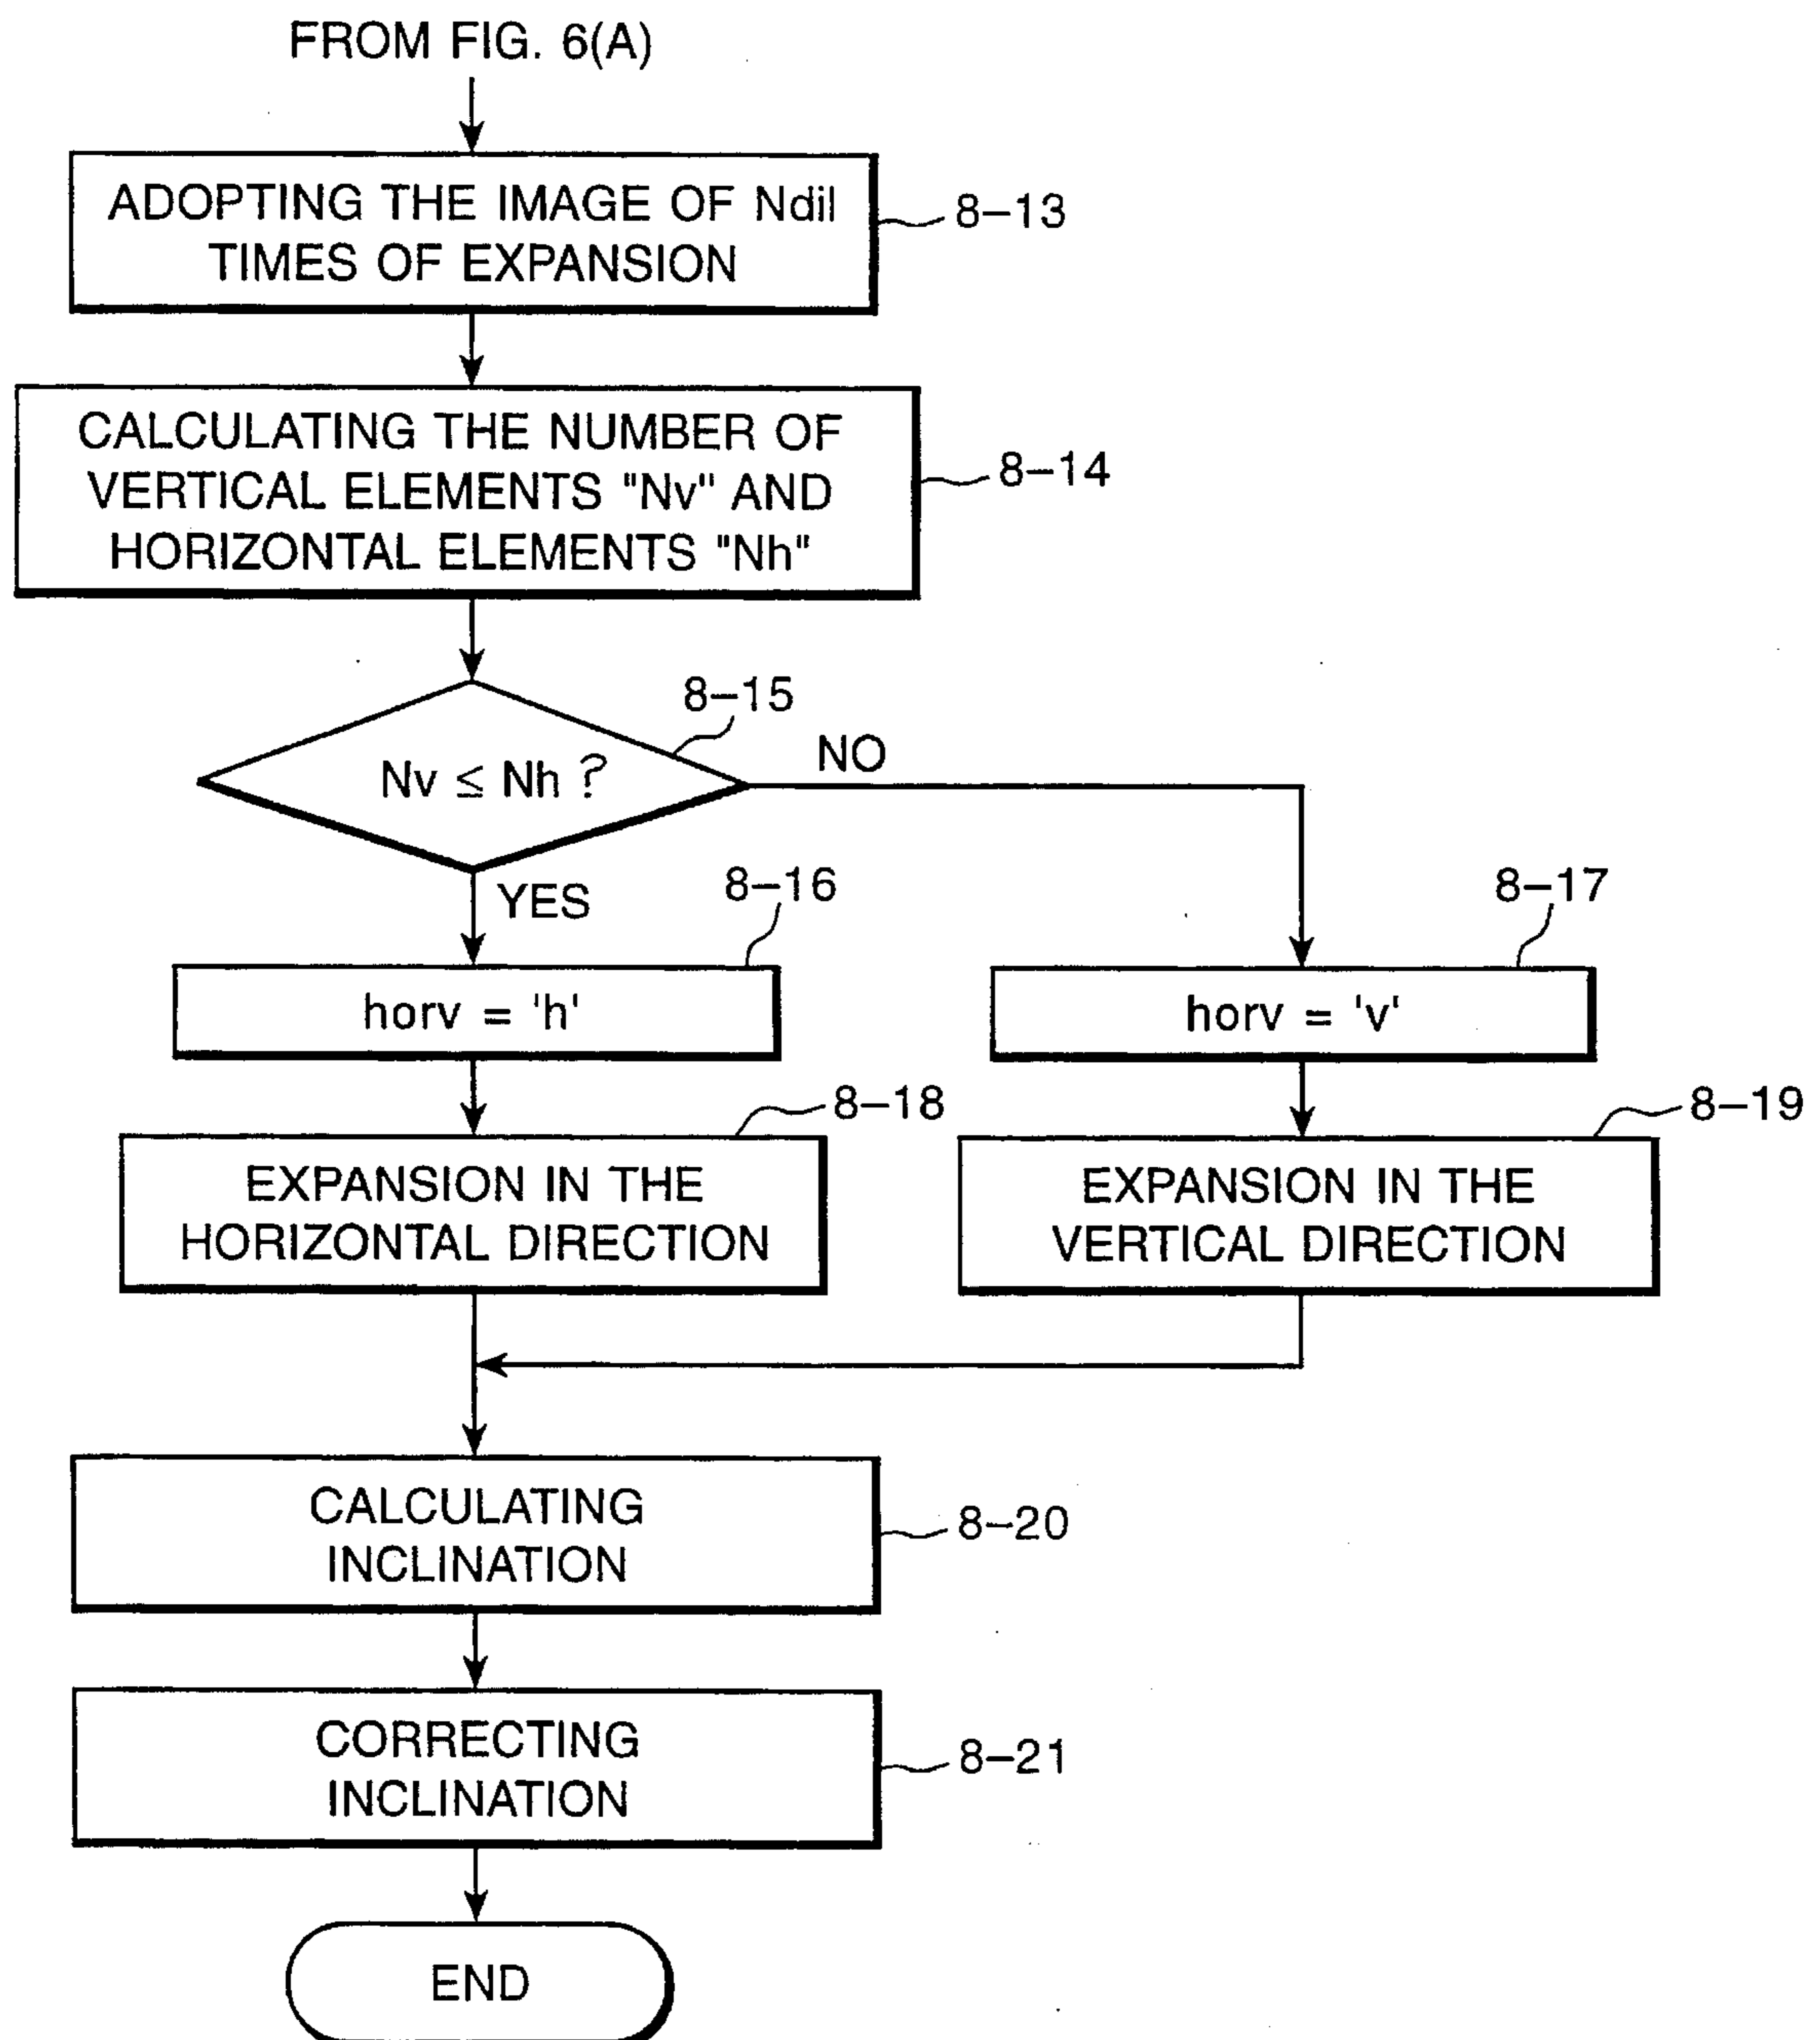 FROM FIG. 6(A)
ADOPTING THE IMAGE OF Ndil
TIMES OF EXPANSION
8-13
CALCULATING THE NUMBER OF
VERTICAL ELEMENTS "Nv" AND
HORIZONTAL ELEMENTS "Nh"
8-14
8-15
Nv ≤ Nh ?
NO
YES
8-16
8-17
horv = 'h'
horv = 'v'
8-18
8-19
EXPANSION IN THE
HORIZONTAL DIRECTION
EXPANSION IN THE
VERTICAL DIRECTION
CALCULATING
INCLINATION
8-20
CORRECTING
INCLINATION
8-21
END